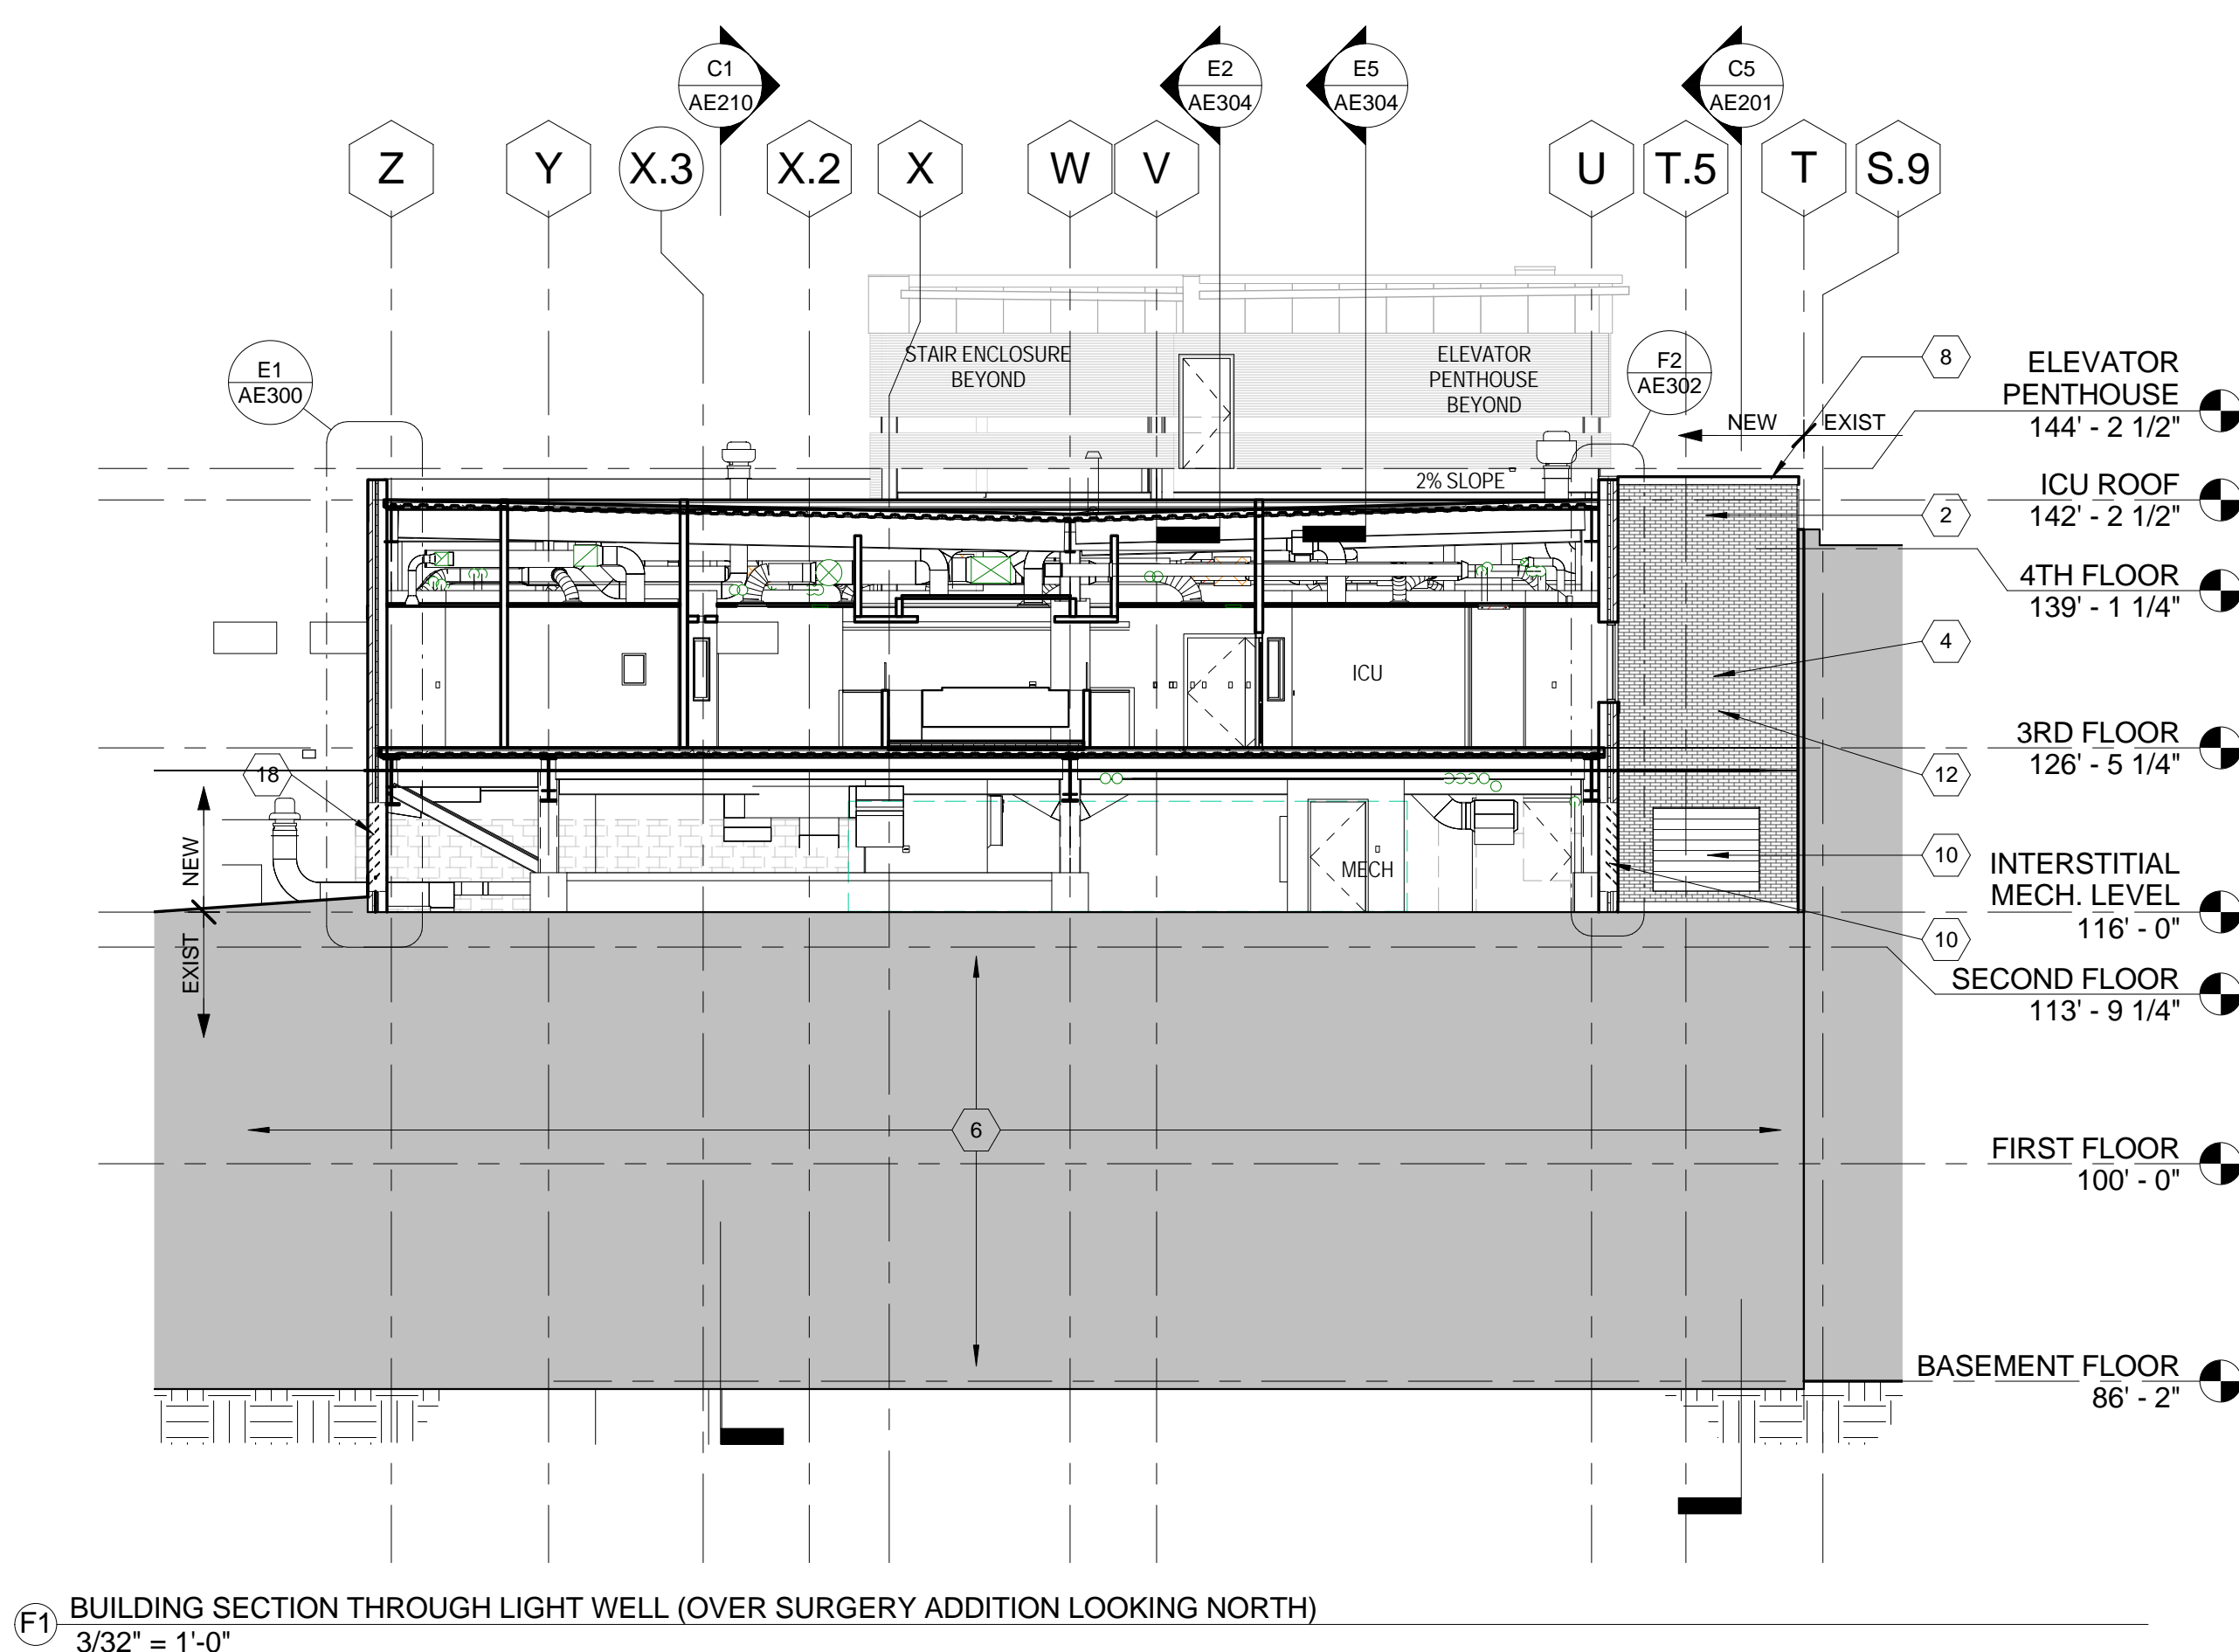 C1
AE210
E2
AE304
E5
AE304
C5
AE201
Z
Y
X.3
X.2
X
W
V
U
T.5
T
S.9
STAIR ENCLOSURE
BEYOND
ELEVATOR
PENTHOUSE
BEYOND
E1
AE300
F2
AE302
8
ELEVATOR
PENTHOUSE
144' - 2 1/2"
NEW
EXIST
2% SLOPE
ICU ROOF
142' - 2 1/2"
2
4TH FLOOR
139' - 1 1/4"
4
ICU
3RD FLOOR
126' - 5 1/4"
12
18
NEW
EXIST
MECH
10
INTERSTITIAL
MECH. LEVEL
116' - 0"
10
SECOND FLOOR
113' - 9 1/4"
6
FIRST FLOOR
100' - 0"
BASEMENT FLOOR
86' - 2"
F1
BUILDING SECTION THROUGH LIGHT WELL (OVER SURGERY ADDITION LOOKING NORTH)
3/32" = 1'-0"